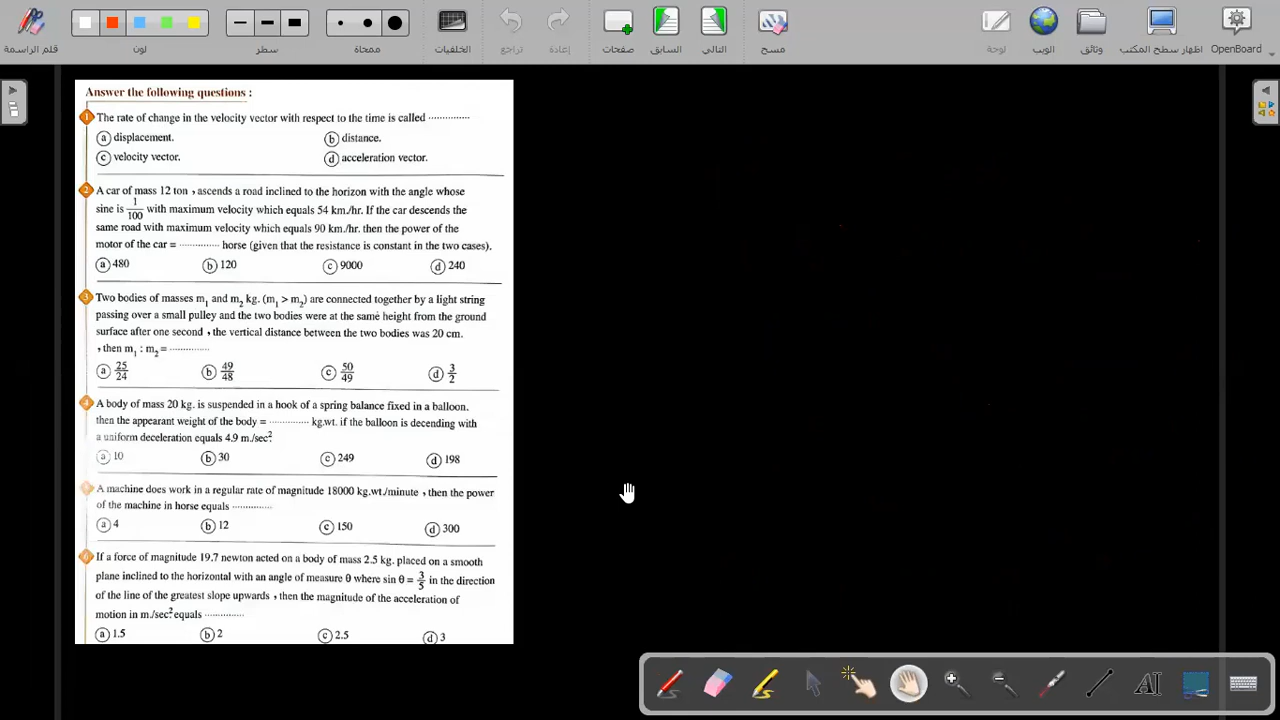 قلم الراسمة
لون
سطر
ممحاة
الخلفيات
تراجع
إعادة
صفحات
السابق
التالي
مسح
لوحة
الويب
وثائق
اظهار سطح المكتب
OpenBoard
Answer the following questions :
1 The rate of change in the velocity vector with respect to the time is called ..............
(a) displacement. (b) distance.
(c) velocity vector. (d) acceleration vector.
2 A car of mass 12 ton , ascends a road inclined to the horizon with the angle whose
sine is 1/100 with maximum velocity which equals 54 km./hr. If the car descends the
same road with maximum velocity which equals 90 km./hr. then the power of the
motor of the car = .............. horse (given that the resistance is constant in the two cases).
(a) 480 (b) 120 (c) 9000 (d) 240
3 Two bodies of masses m₁ and m₂ kg. (m₁ > m₂) are connected together by a light string
passing over a small pulley and the two bodies were at the same height from the ground
surface after one second , the vertical distance between the two bodies was 20 cm.
, then m₁ : m₂ = ..............
(a) 25/24 (b) 49/48 (c) 50/49 (d) 3/2
4 A body of mass 20 kg. is suspended in a hook of a spring balance fixed in a balloon.
then the appearant weight of the body = .............. kg.wt. if the balloon is decending with
a uniform deceleration equals 4.9 m./sec².
(a) 10 (b) 30 (c) 249 (d) 198
5 A machine does work in a regular rate of magnitude 18000 kg.wt./minute , then the power
of the machine in horse equals ..............
(a) 4 (b) 12 (c) 150 (d) 300
6 If a force of magnitude 19.7 newton acted on a body of mass 2.5 kg. placed on a smooth
plane inclined to the horizontal with an angle of measure θ where sin θ = 3/5 in the direction
of the line of the greatest slope upwards , then the magnitude of the acceleration of
motion in m./sec² equals ..............
(a) 1.5 (b) 2 (c) 2.5 (d) 3
AI